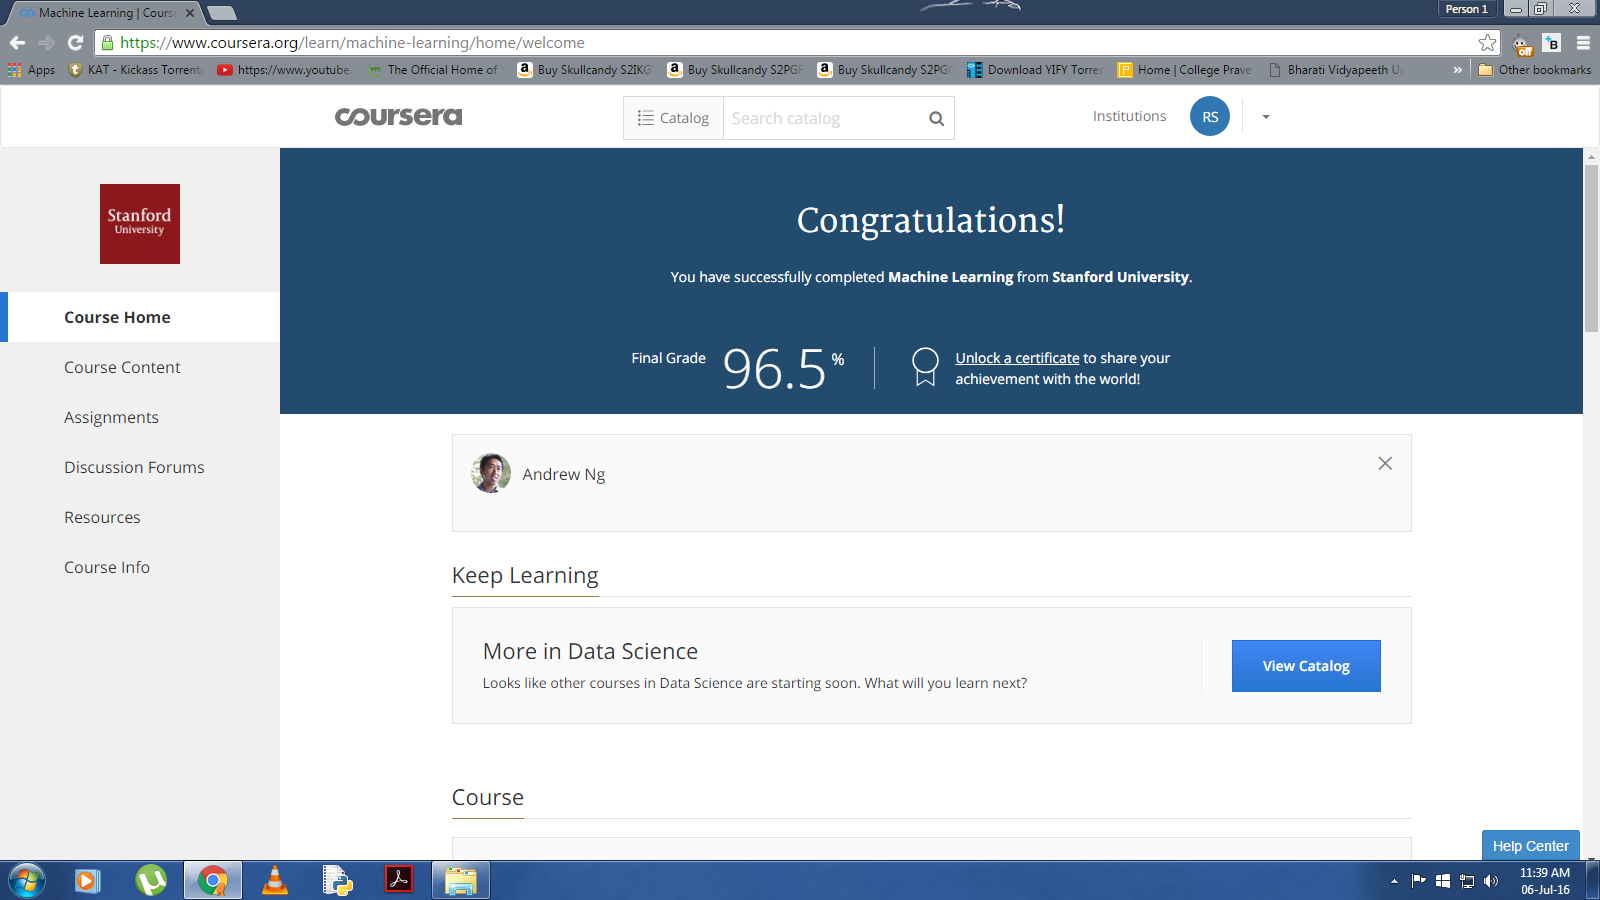 Machine Learning | Course
Person 1
https://www.coursera.org/learn/machine-learning/home/welcome
off
B
Apps
KAT - Kickass Torrents
https://www.youtube.
The Official Home of
Buy Skullcandy S2IKG
Buy Skullcandy S2PGF
Buy Skullcandy S2PGC
Download YIFY Torren
Home | College Prave
Bharati Vidyapeeth U
»
Other bookmarks
coursera
Catalog
Search catalog
Institutions
RS
Stanford
University
Course Home
Course Content
Assignments
Discussion Forums
Resources
Course Info
Congratulations!
You have successfully completed Machine Learning from Stanford University.
Final Grade 96.5 %
Unlock a certificate to share your
achievement with the world!
Andrew Ng
Keep Learning
More in Data Science
Looks like other courses in Data Science are starting soon. What will you learn next?
View Catalog
Course
Help Center
11:39 AM
06-Jul-16